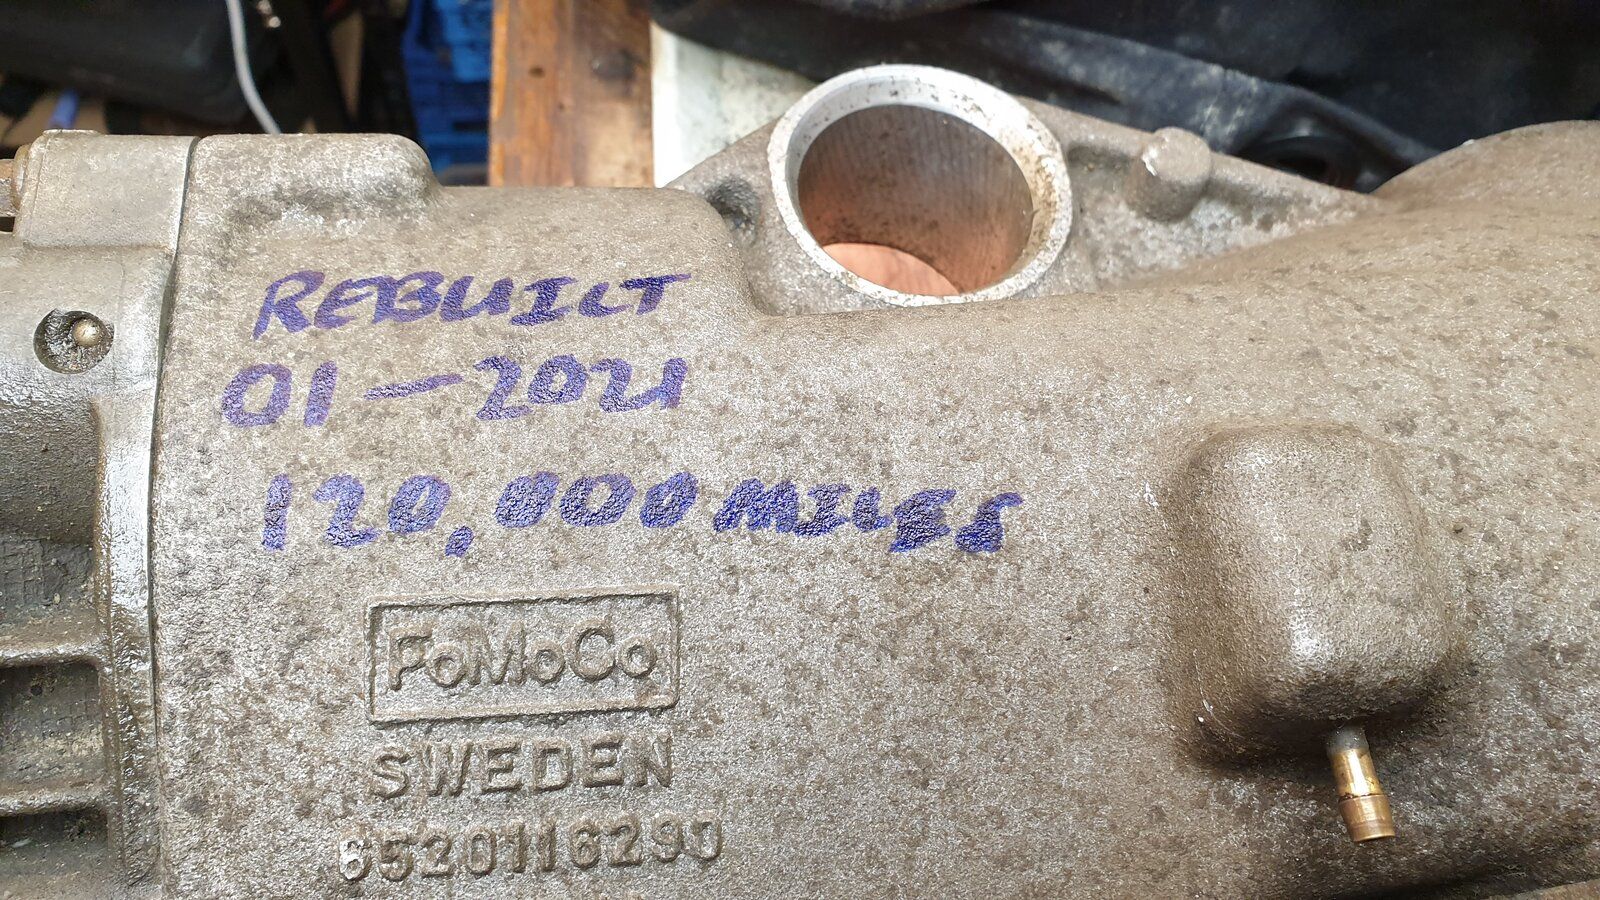 REBUILT
01-2021
120,000 MILES
FoMoCo
SWEDEN
6520116290